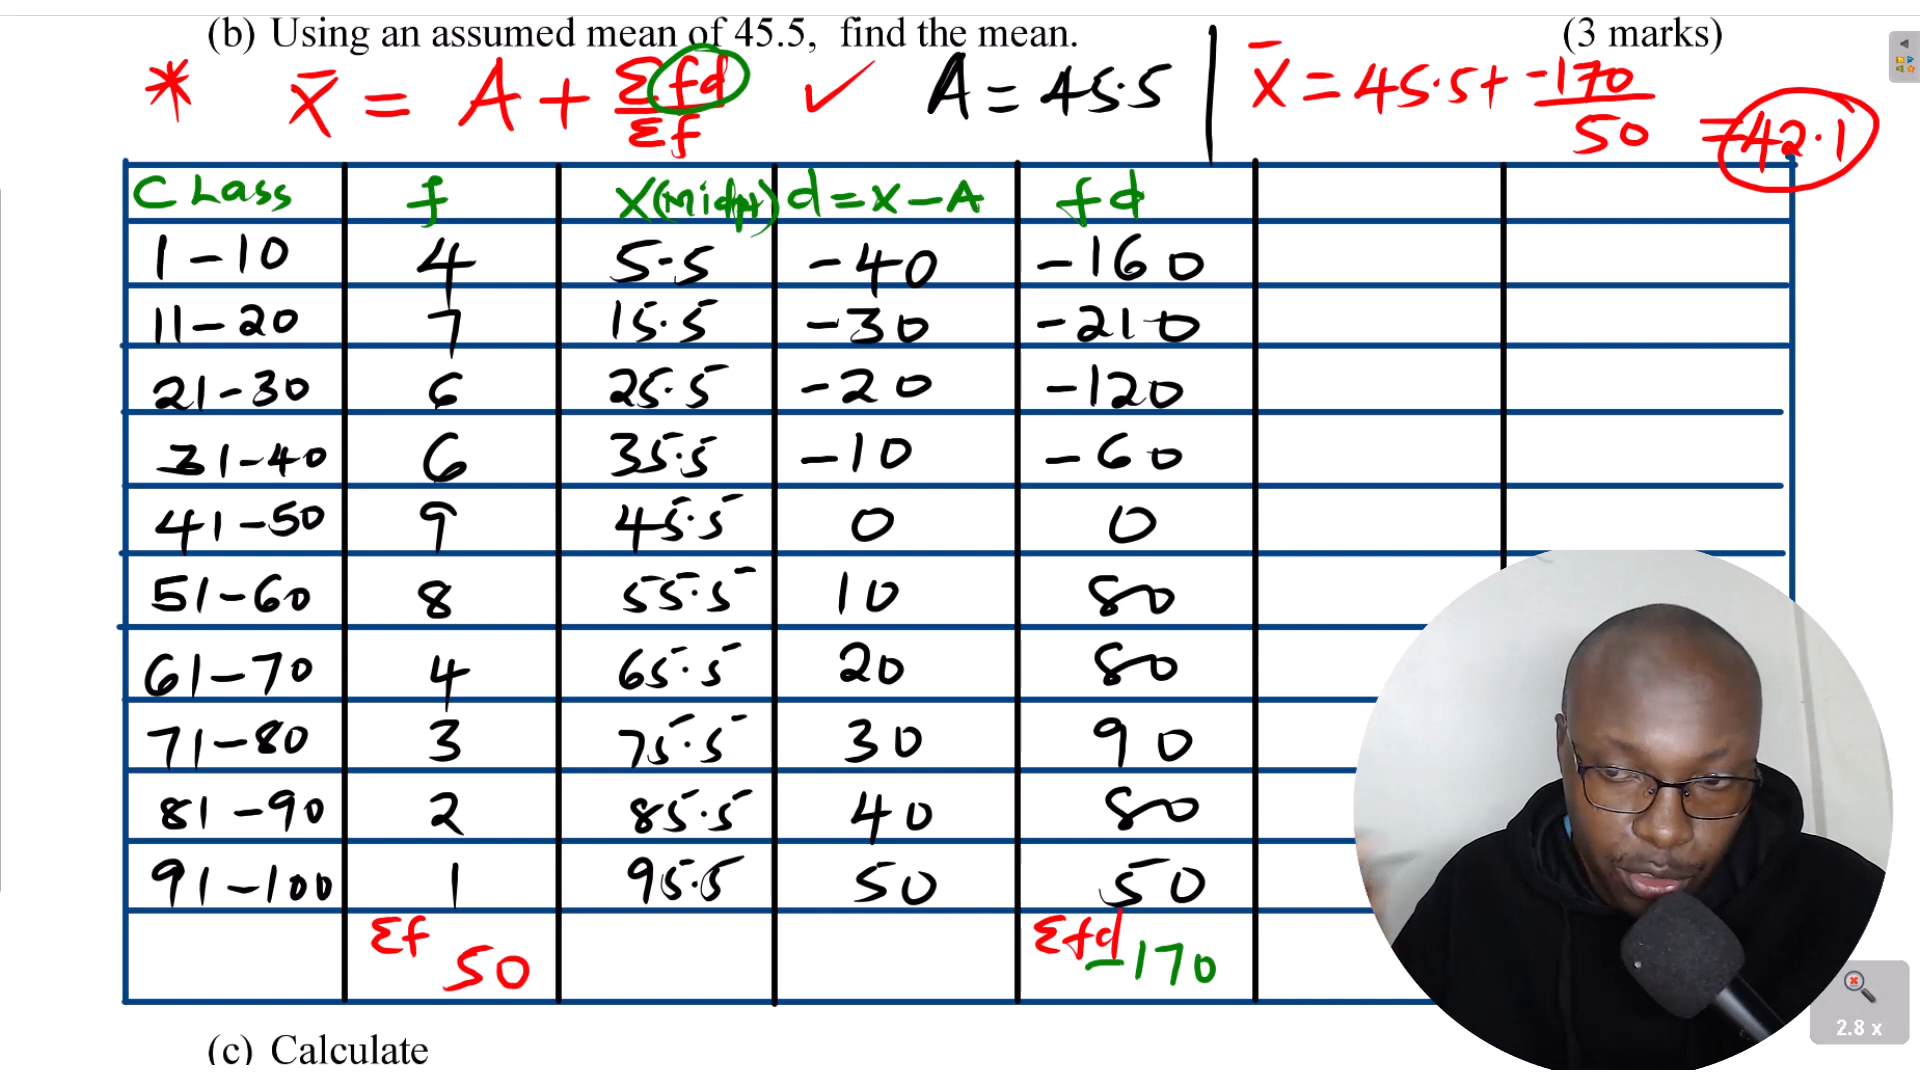 (b) Using an assumed mean of 45.5, find the mean. (3 marks)
* x̄ = A + Σfd/Σf ✓ A = 45.5 | x̄ = 45.5 + -170/50 = 42.1
CLass f x(midpt) d=x-A fd
1-10 4 5.5 -40 -160
11-20 7 15.5 -30 -210
21-30 6 25.5 -20 -120
31-40 6 35.5 -10 -60
41-50 9 45.5 0 0
51-60 8 55.5 10 80
61-70 4 65.5 20 80
71-80 3 75.5 30 90
81-90 2 85.5 40 80
91-100 1 95.5 50 50
Σf 50 Σfd -170
(c) Calculate
2.8 x